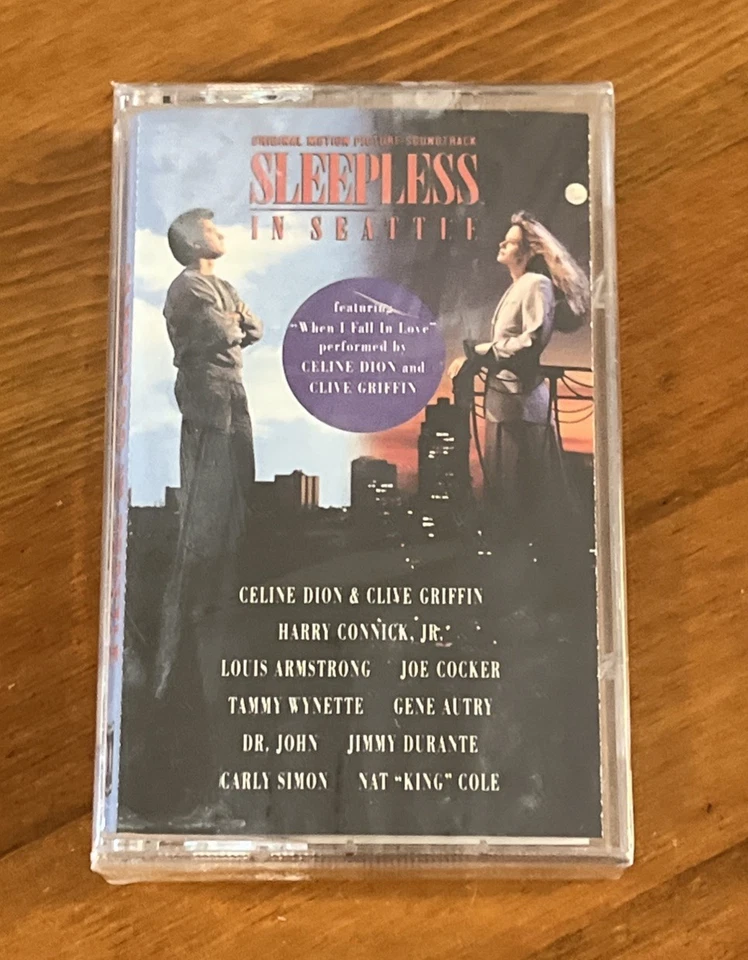 ORIGINAL MOTION PICTURE SOUNDTRACK
SLEEPLESS
IN SEATTLE
featuring
"When I Fall In Love"
performed by
CELINE DION and
CLIVE GRIFFIN
CELINE DION & CLIVE GRIFFIN
HARRY CONNICK, JR.
LOUIS ARMSTRONG JOE COCKER
TAMMY WYNETTE GENE AUTRY
DR. JOHN JIMMY DURANTE
CARLY SIMON NAT "KING" COLE